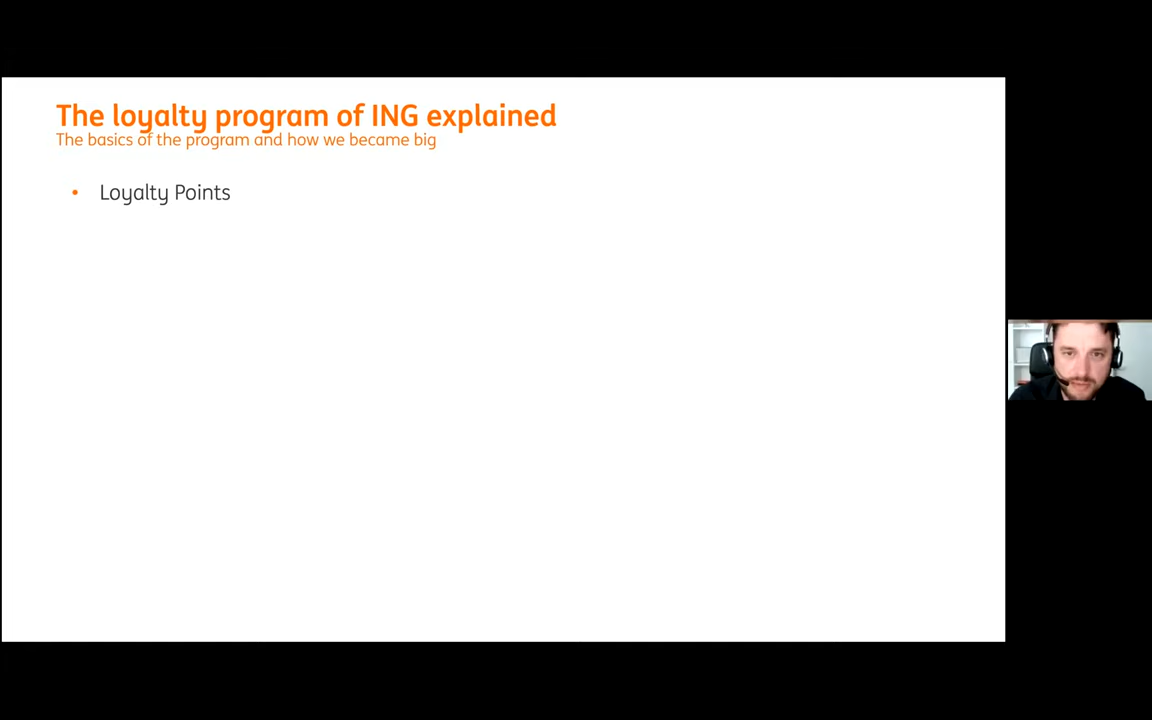 The loyalty program of ING explained
The basics of the program and how we became big
• Loyalty Points